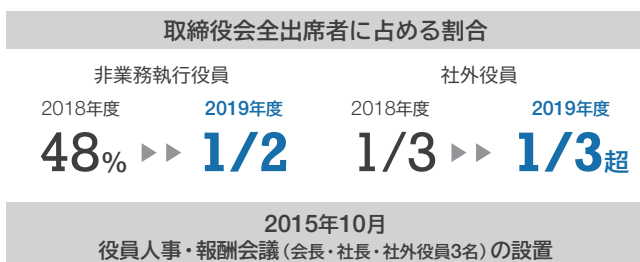 取締役会全出席者に占める割合
非業務執行役員 社外役員
2018年度 2019年度 2018年度 2019年度
48% ▶▶ 1/2 1/3 ▶▶ 1/3超
2015年10月
役員人事・報酬会議(会長・社長・社外役員3名)の設置